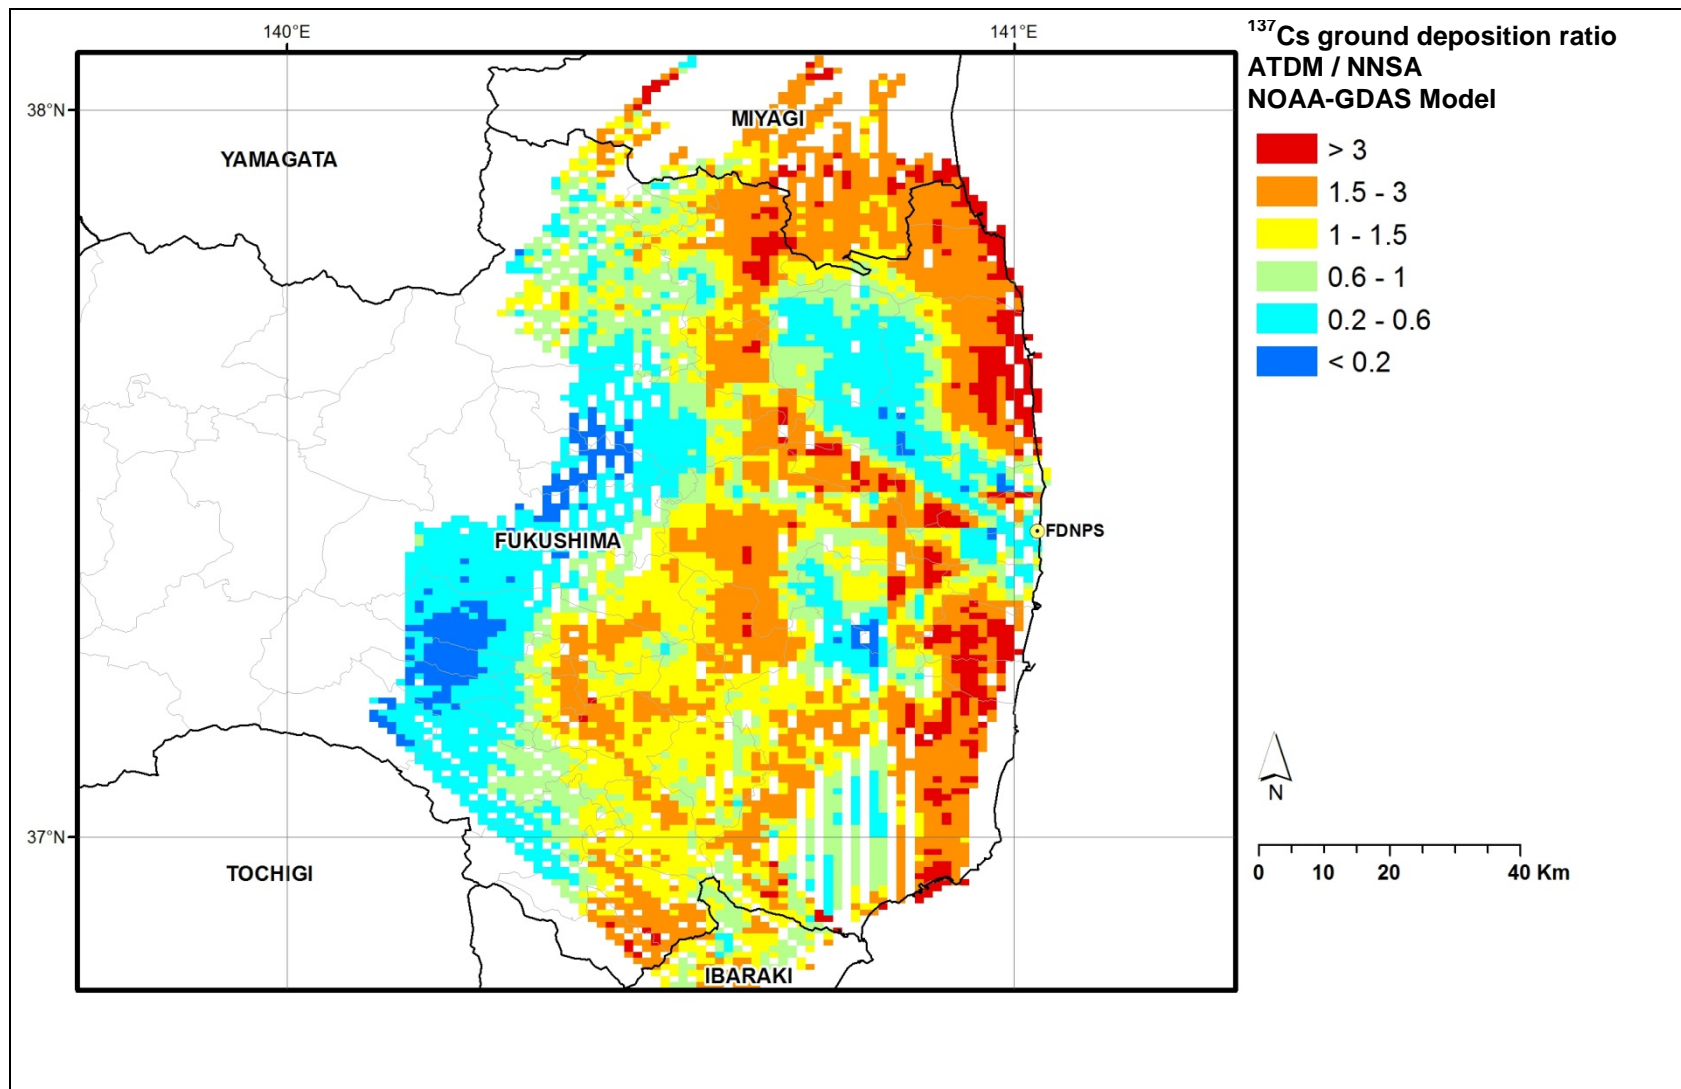 140°E
141°E
¹³⁷Cs ground deposition ratio
ATDM / NNSA
NOAA-GDAS Model
> 3
1.5 - 3
1 - 1.5
0.6 - 1
0.2 - 0.6
< 0.2
38°N
MIYAGI
YAMAGATA
FUKUSHIMA
FDNPS
N
37°N
0 10 20 40 Km
TOCHIGI
IBARAKI